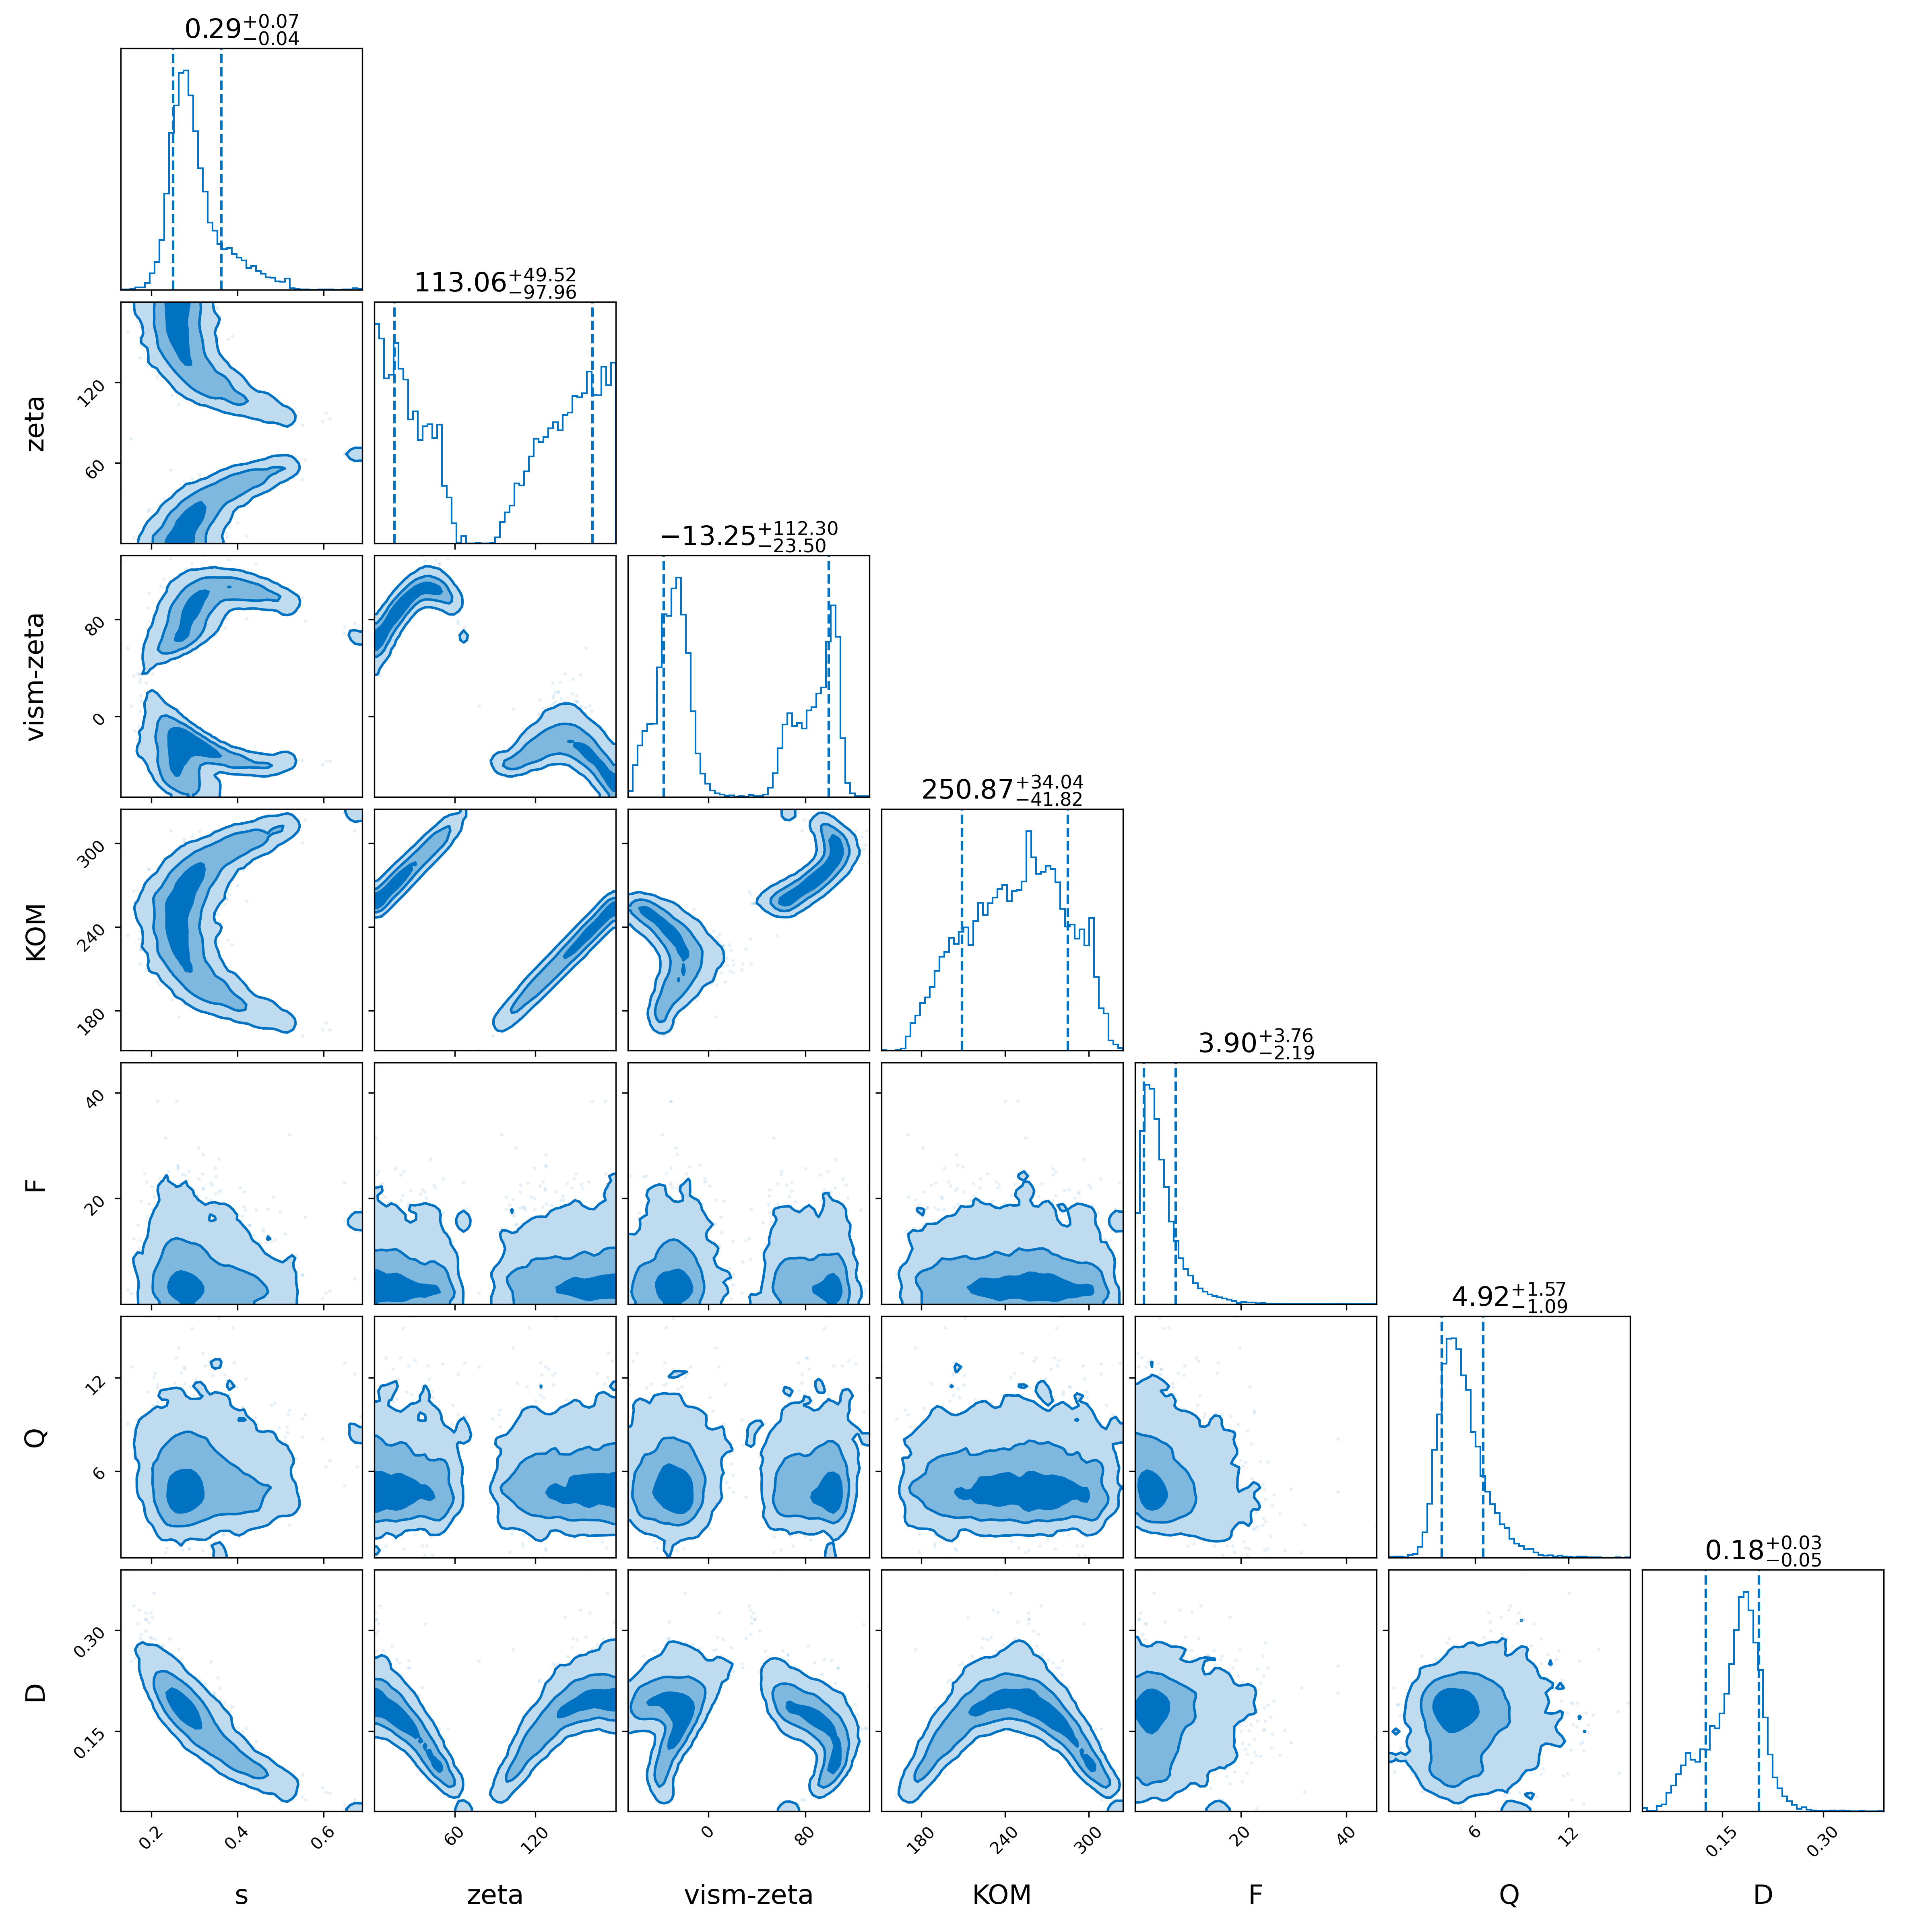 0.29+0.07−0.04
113.06+49.52−97.96
−13.25+112.30−23.50
250.87+34.04−41.82
3.90+3.76−2.19
4.92+1.57−1.09
0.18+0.03−0.05
zeta
120
60
vism-zeta
80
0
KOM
300
240
180
F
40
20
Q
12
6
D
0.30
0.15
0.2 0.4 0.6 60 120 0 80 180 240 300 20 40 6 12 0.15 0.30
s zeta vism-zeta KOM F Q D